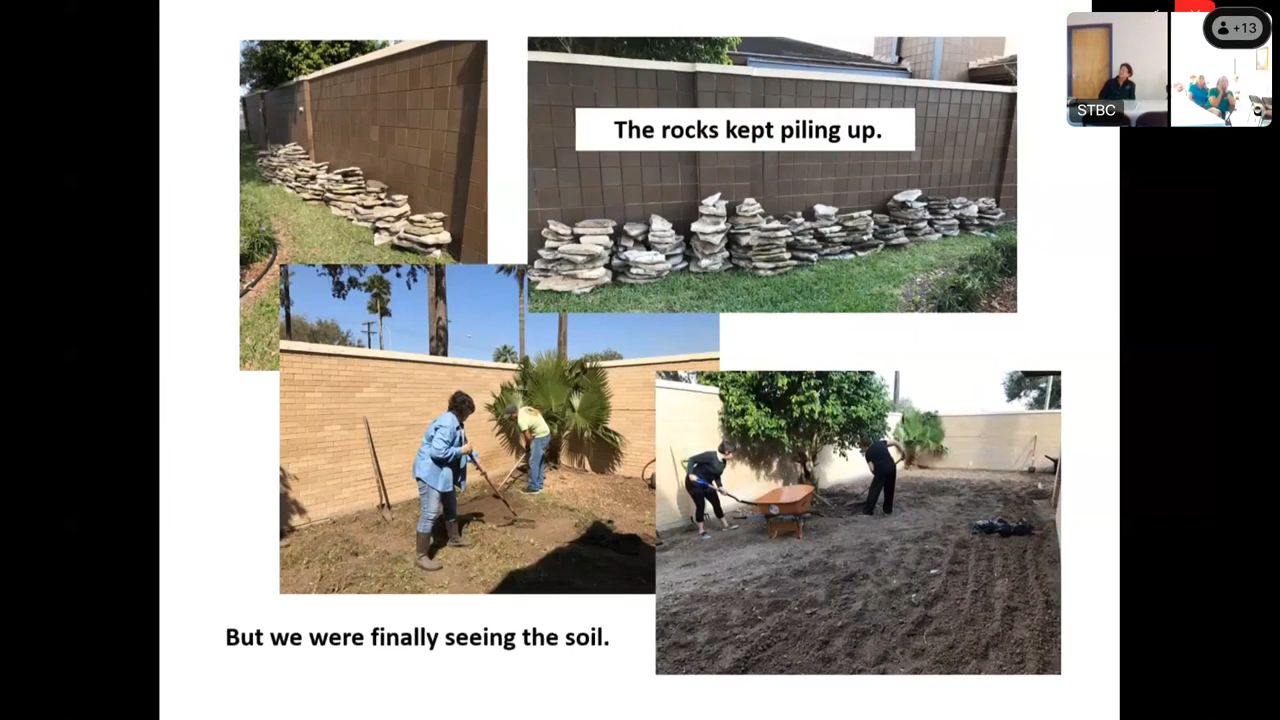 +13
STBC
The rocks kept piling up.
But we were finally seeing the soil.